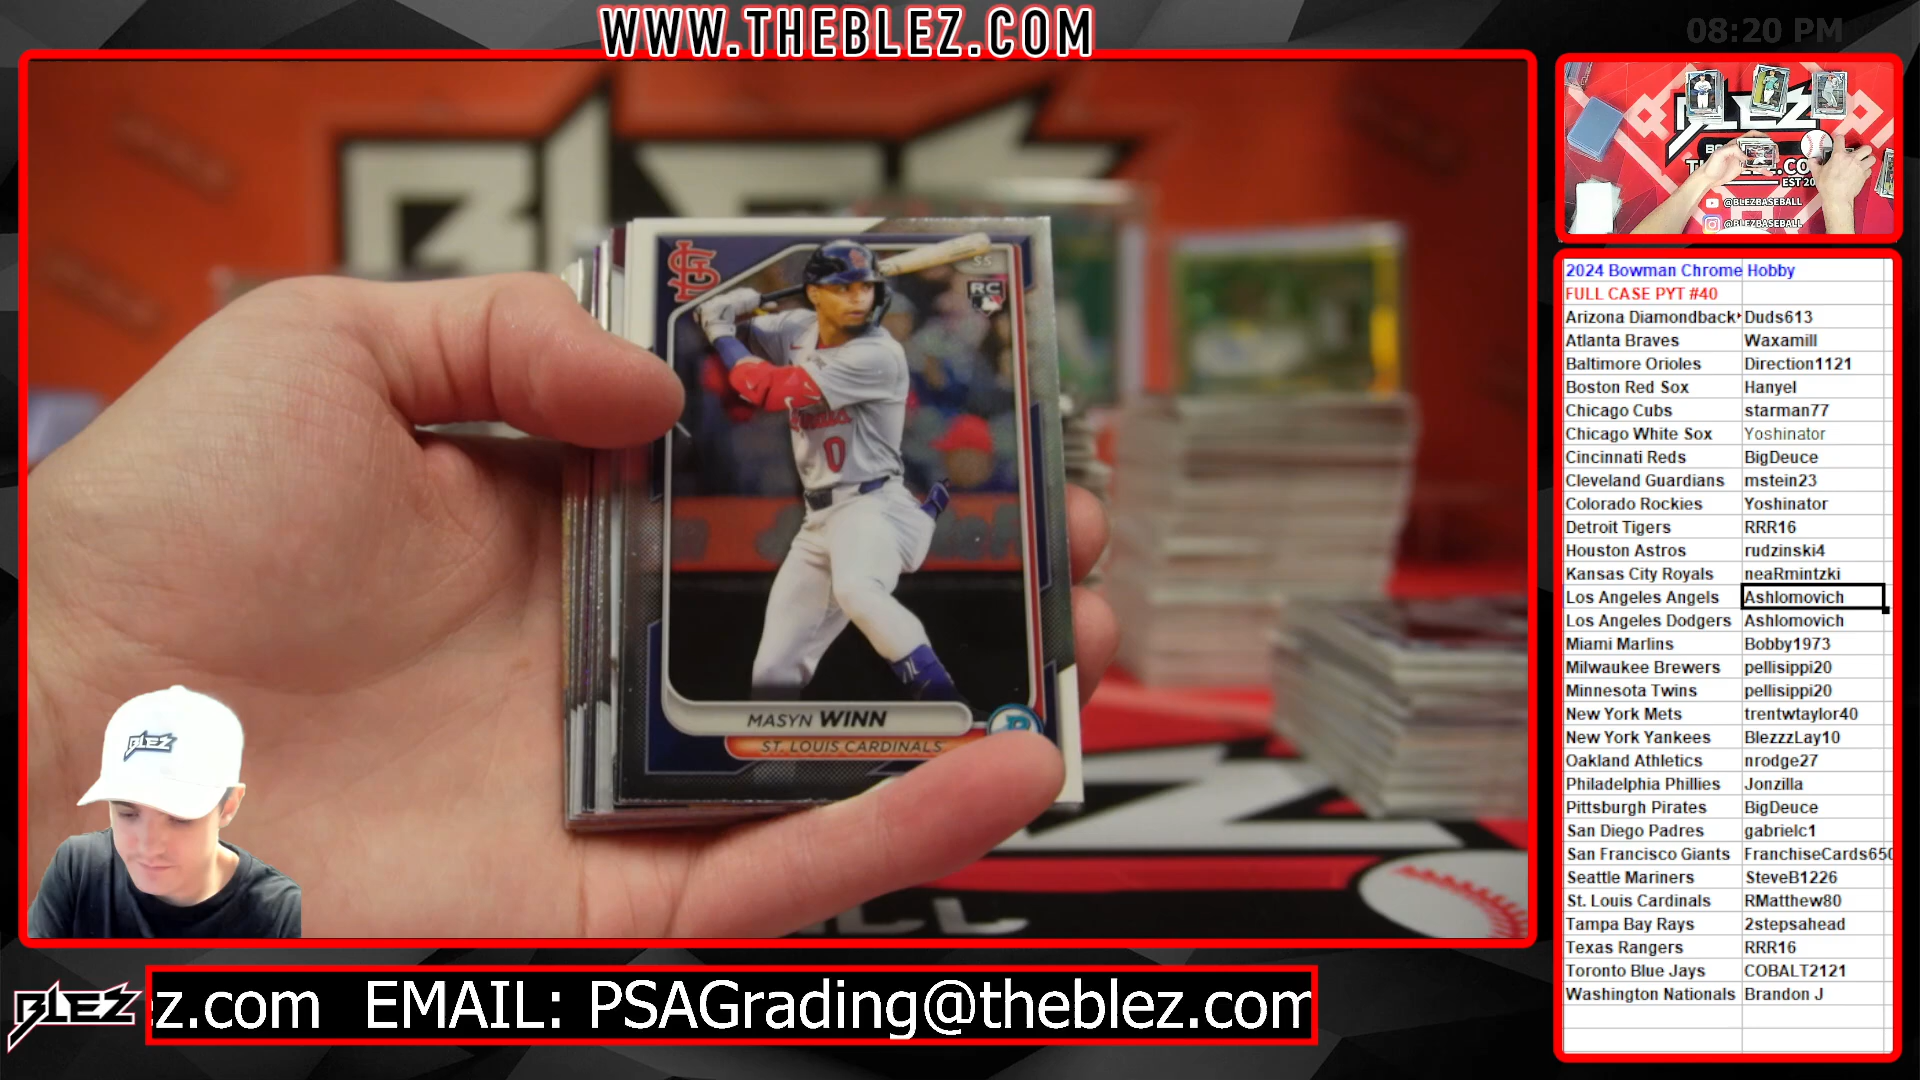 WWW.THEBLEZ.COM
08:20 PM
BLEZ
@BLEZBASEBALL
@BLEZBASEBALL
SS
RC
0
MASYN WINN
ST. LOUIS CARDINALS
BLEZ
2024 Bowman Chrome Hobby
FULL CASE PYT #40
Arizona Diamondback Duds613
Atlanta Braves Waxamill
Baltimore Orioles Direction1121
Boston Red Sox Hanyel
Chicago Cubs starman77
Chicago White Sox Yoshinator
Cincinnati Reds BigDeuce
Cleveland Guardians mstein23
Colorado Rockies Yoshinator
Detroit Tigers RRR16
Houston Astros rudzinski4
Kansas City Royals neaRmintzki
Los Angeles Angels Ashlomovich
Los Angeles Dodgers Ashlomovich
Miami Marlins Bobby1973
Milwaukee Brewers pellisippi20
Minnesota Twins pellisippi20
New York Mets trentwtaylor40
New York Yankees BlezzzLay10
Oakland Athletics nrodge27
Philadelphia Phillies Jonzilla
Pittsburgh Pirates BigDeuce
San Diego Padres gabrielc1
San Francisco Giants FranchiseCards650
Seattle Mariners SteveB1226
St. Louis Cardinals RMatthew80
Tampa Bay Rays 2stepsahead
Texas Rangers RRR16
Toronto Blue Jays COBALT2121
Washington Nationals Brandon J
BLEZ
z.com EMAIL: PSAGrading@theblez.com